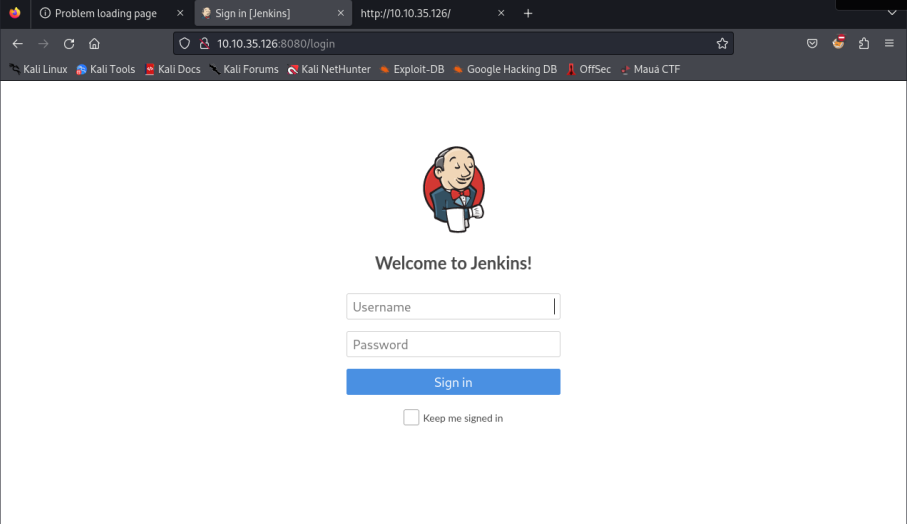 Problem loading page
Sign in [Jenkins]
http://10.10.35.126/
10.10.35.126:8080/login
Kali Linux Kali Tools Kali Docs Kali Forums Kali NetHunter Exploit-DB Google Hacking DB OffSec Mauá CTF
Welcome to Jenkins!
Username
Password
Sign in
Keep me signed in